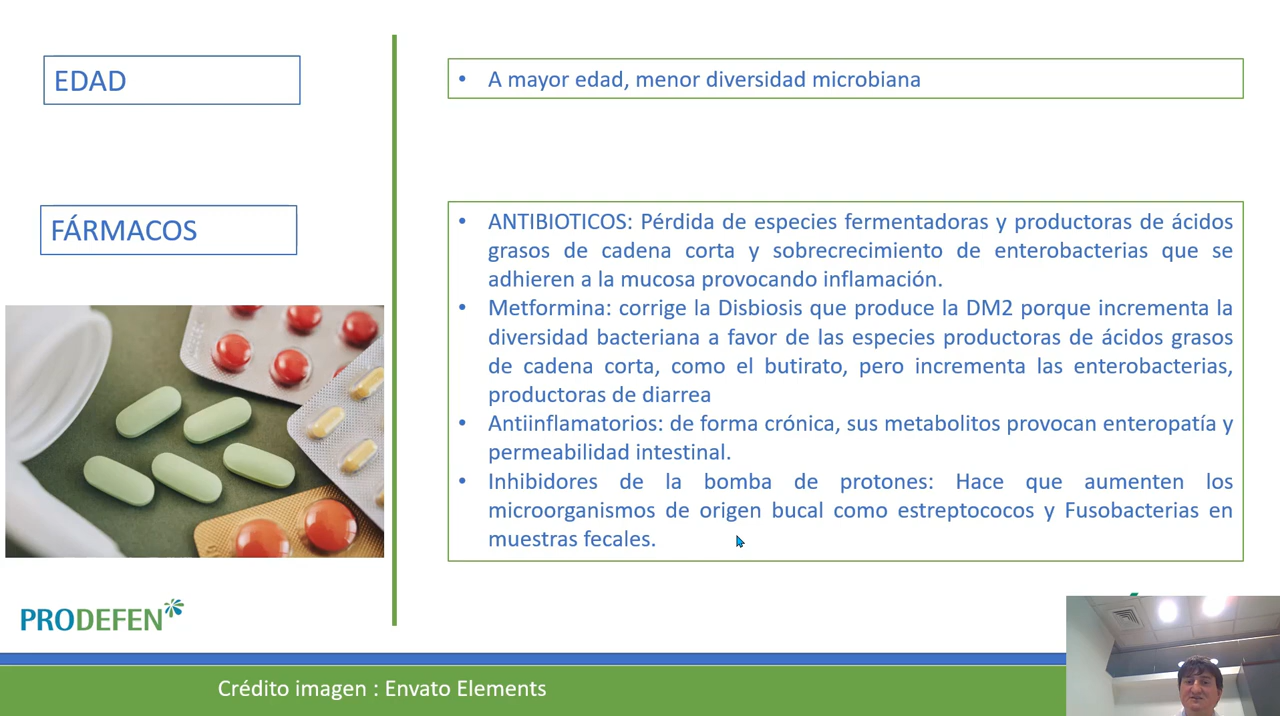 EDAD
• A mayor edad, menor diversidad microbiana
FÁRMACOS
• ANTIBIOTICOS: Pérdida de especies fermentadoras y productoras de ácidos
grasos de cadena corta y sobrecrecimiento de enterobacterias que se
adhieren a la mucosa provocando inflamación.
• Metformina: corrige la Disbiosis que produce la DM2 porque incrementa la
diversidad bacteriana a favor de las especies productoras de ácidos grasos
de cadena corta, como el butirato, pero incrementa las enterobacterias,
productoras de diarrea
• Antiinflamatorios: de forma crónica, sus metabolitos provocan enteropatía y
permeabilidad intestinal.
• Inhibidores de la bomba de protones: Hace que aumenten los
microorganismos de origen bucal como estreptococos y Fusobacterias en
muestras fecales.
PRODEFEN
Crédito imagen : Envato Elements